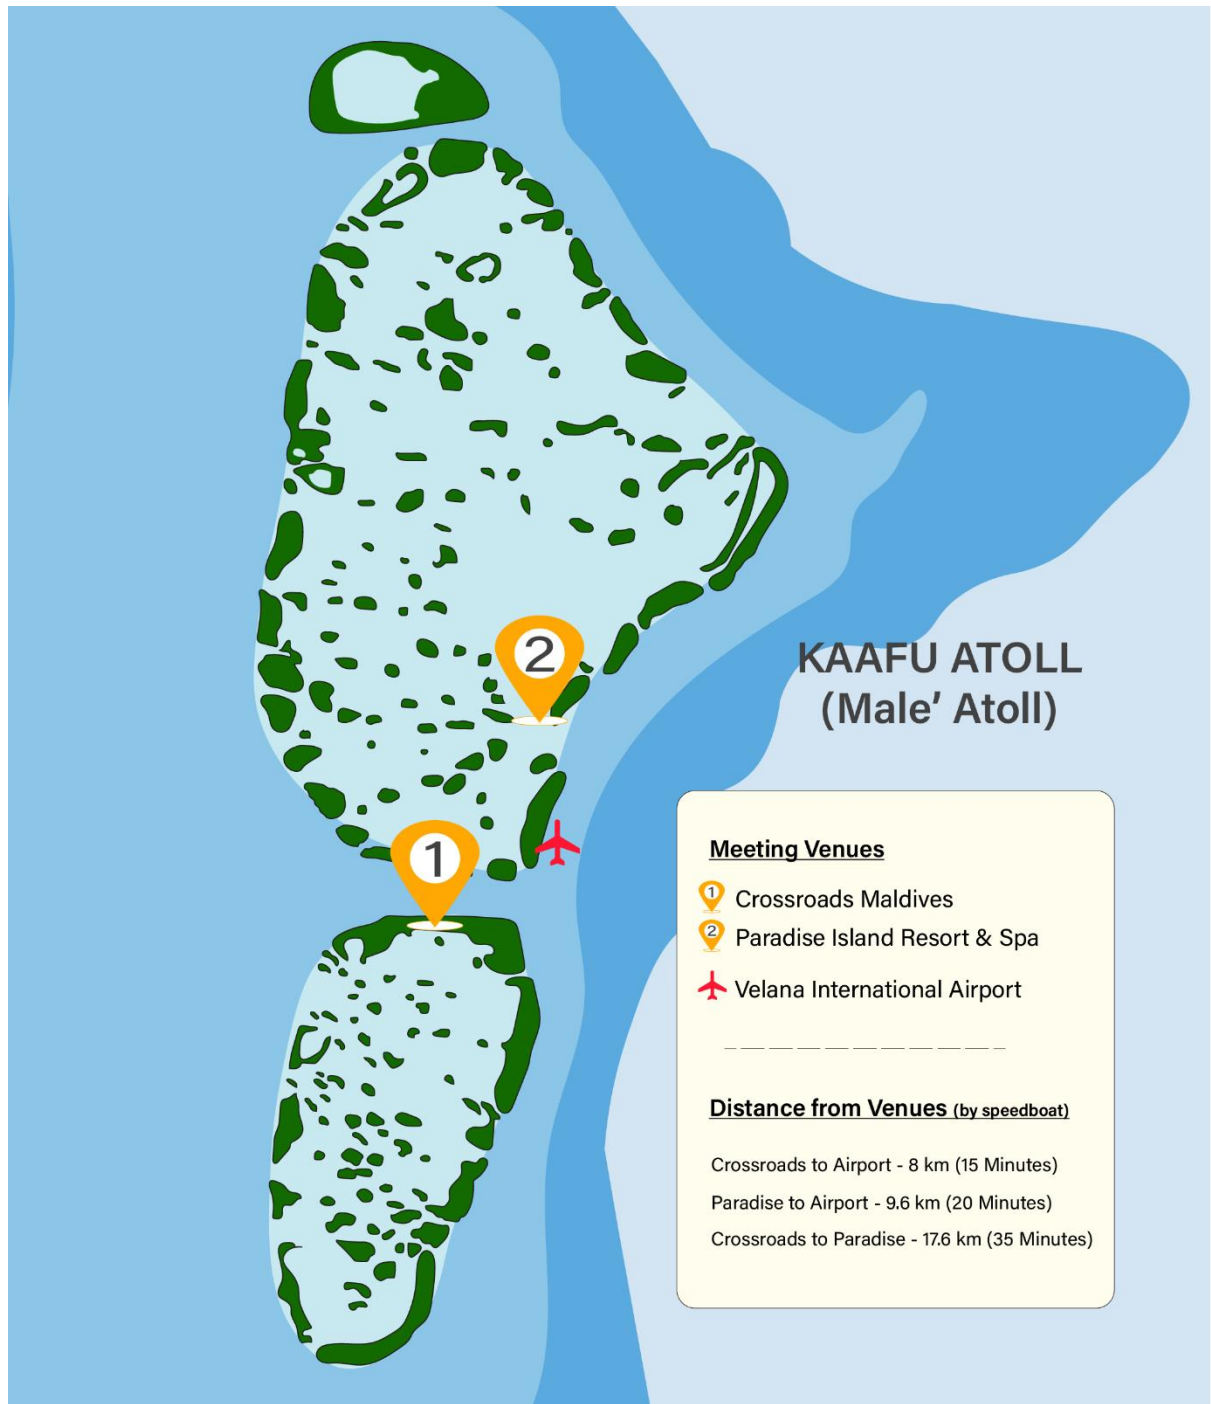 2
1
KAAFU ATOLL
(Male' Atoll)
Meeting Venues
1 Crossroads Maldives
2 Paradise Island Resort & Spa
Velana International Airport
Distance from Venues (by speedboat)
Crossroads to Airport - 8 km (15 Minutes)
Paradise to Airport - 9.6 km (20 Minutes)
Crossroads to Paradise - 17.6 km (35 Minutes)